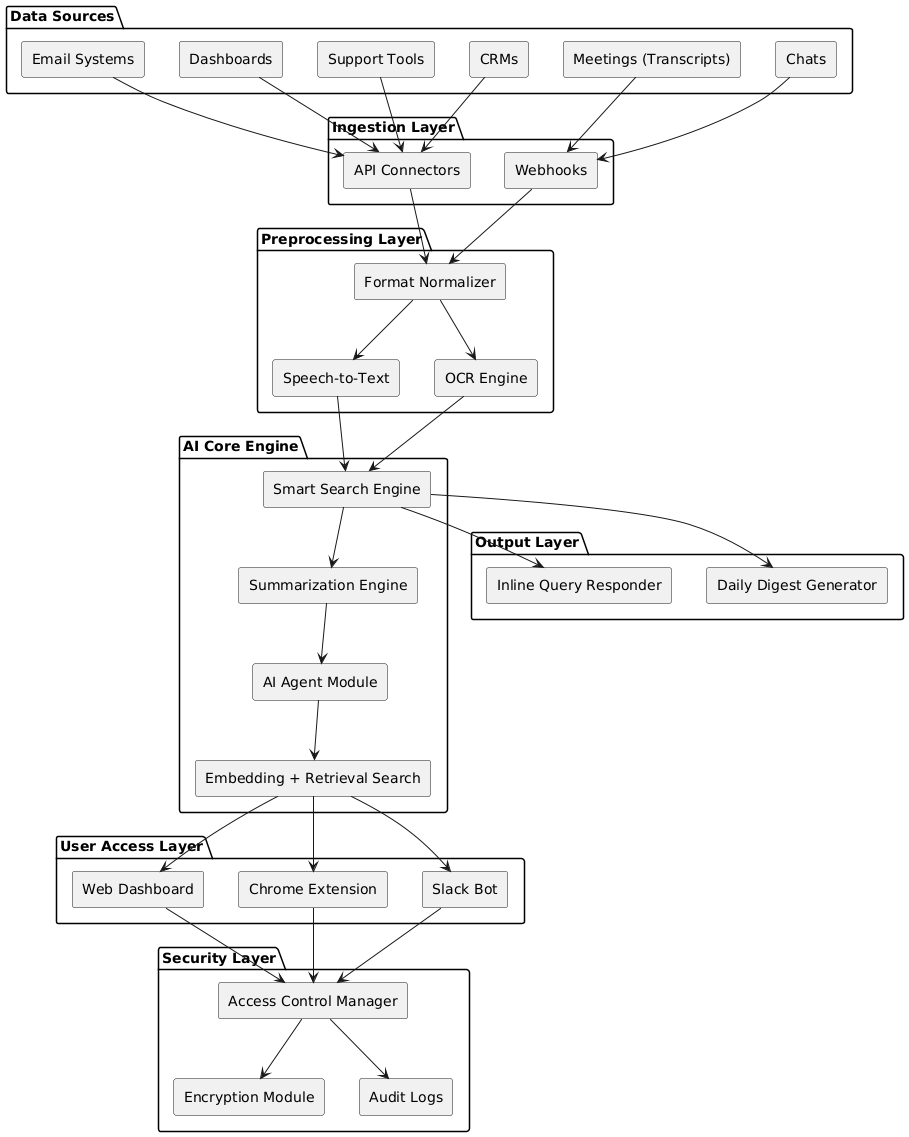 Data Sources
Email Systems
Dashboards
Support Tools
CRMs
Meetings (Transcripts)
Chats
Ingestion Layer
API Connectors
Webhooks
Preprocessing Layer
Format Normalizer
Speech-to-Text
OCR Engine
AI Core Engine
Smart Search Engine
Output Layer
Summarization Engine
Inline Query Responder
Daily Digest Generator
AI Agent Module
Embedding + Retrieval Search
User Access Layer
Web Dashboard
Chrome Extension
Slack Bot
Security Layer
Access Control Manager
Encryption Module
Audit Logs